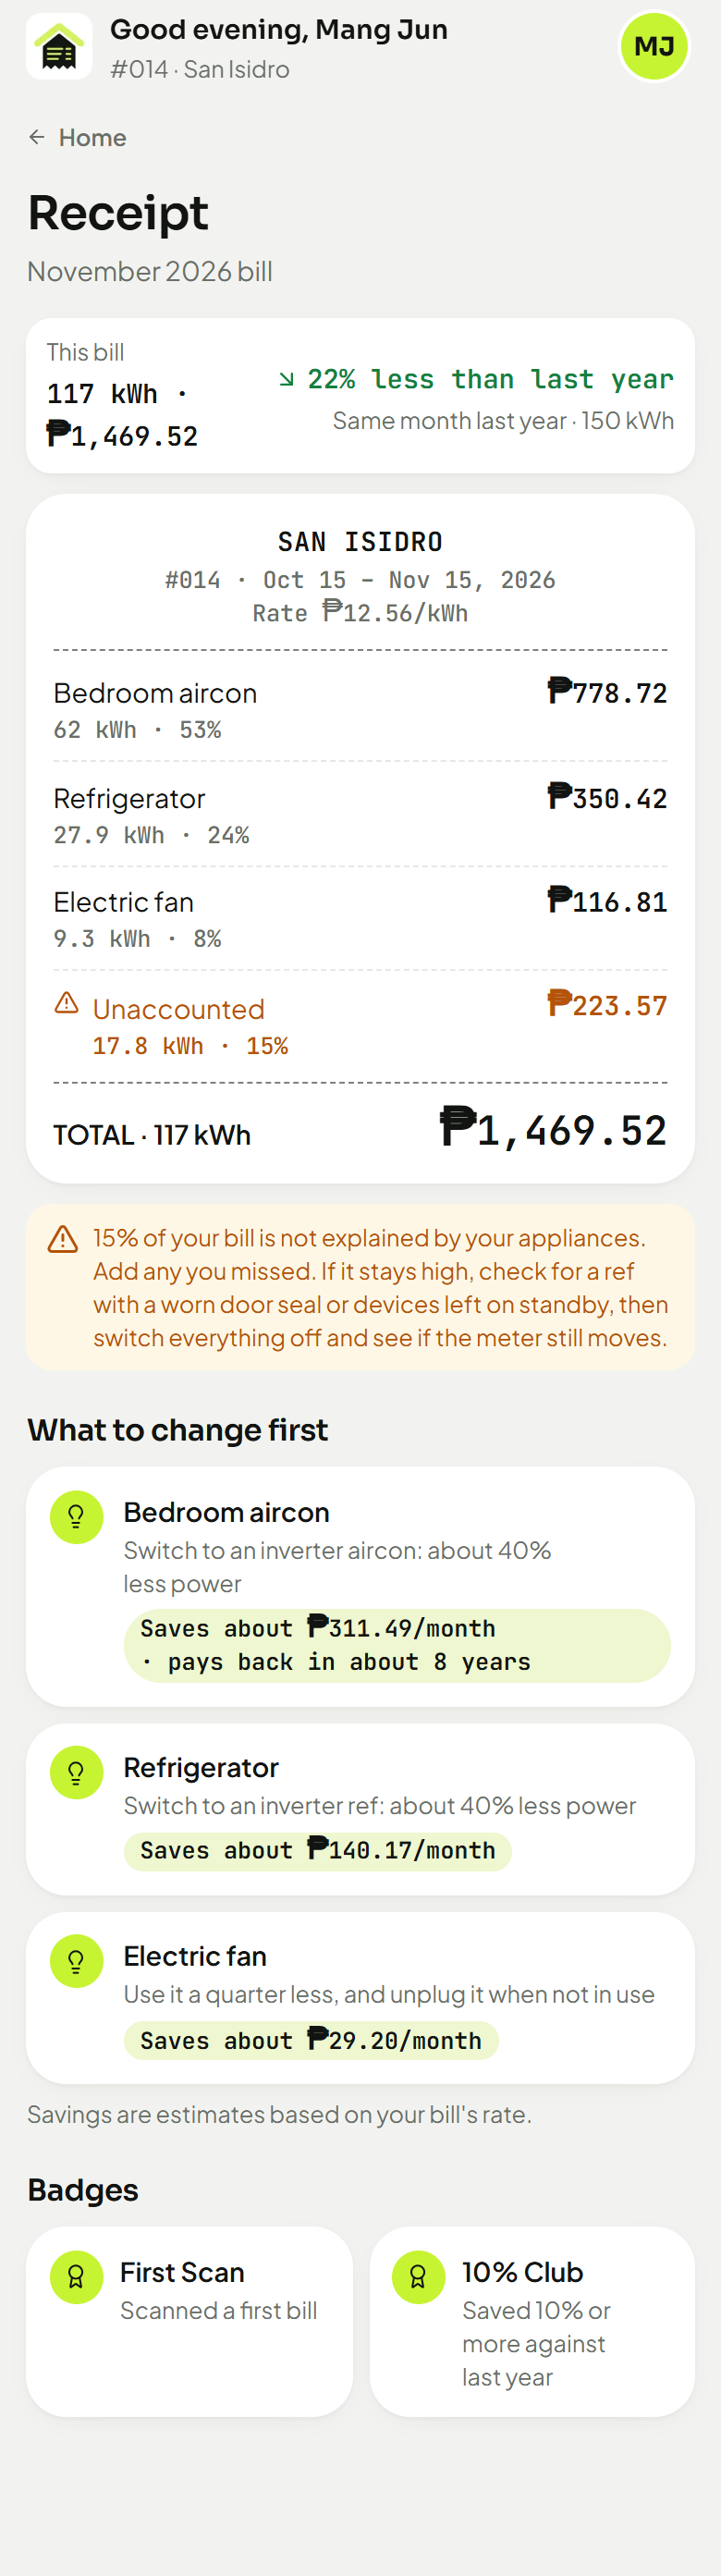 Good evening, Mang Jun
#014 · San Isidro
MJ
← Home
Receipt
November 2026 bill
This bill
117 kWh ·
₱1,469.52
↘ 22% less than last year
Same month last year · 150 kWh
SAN ISIDRO
#014 · Oct 15 – Nov 15, 2026
Rate ₱12.56/kWh
Bedroom aircon ₱778.72
62 kWh · 53%
Refrigerator ₱350.42
27.9 kWh · 24%
Electric fan ₱116.81
9.3 kWh · 8%
Unaccounted ₱223.57
17.8 kWh · 15%
TOTAL · 117 kWh ₱1,469.52
15% of your bill is not explained by your appliances.
Add any you missed. If it stays high, check for a ref
with a worn door seal or devices left on standby, then
switch everything off and see if the meter still moves.
What to change first
Bedroom aircon
Switch to an inverter aircon: about 40%
less power
Saves about ₱311.49/month
· pays back in about 8 years
Refrigerator
Switch to an inverter ref: about 40% less power
Saves about ₱140.17/month
Electric fan
Use it a quarter less, and unplug it when not in use
Saves about ₱29.20/month
Savings are estimates based on your bill's rate.
Badges
First Scan
Scanned a first bill
10% Club
Saved 10% or
more against
last year